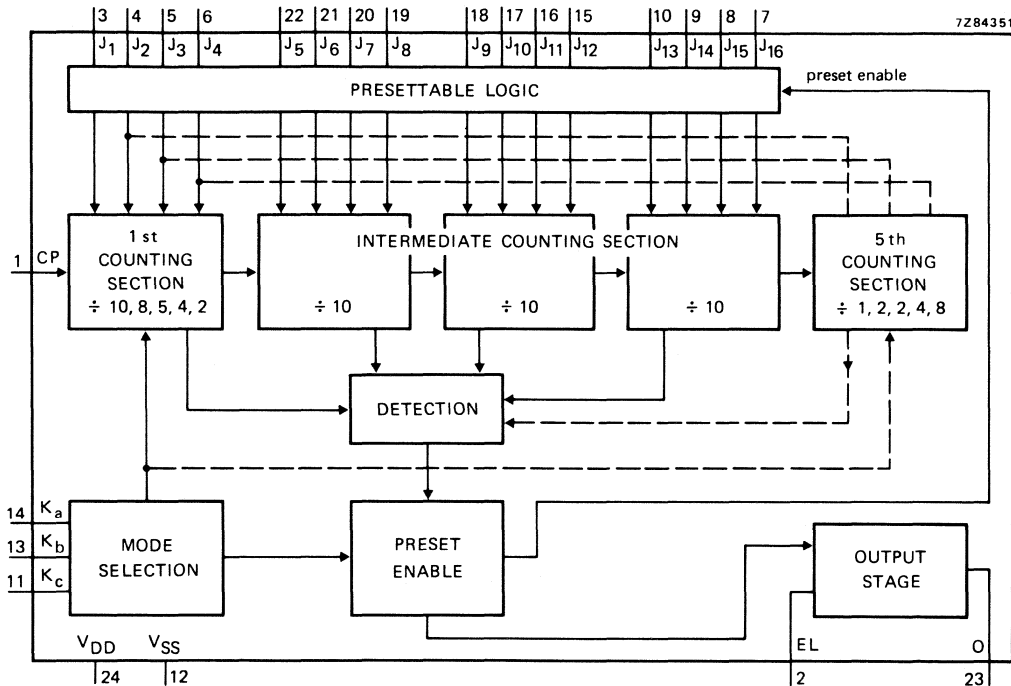 3 4 5 6 22 21 20 19 18 17 16 15 10 9 8 7
7Z84351
J1 J2 J3 J4 J5 J6 J7 J8 J9 J10 J11 J12 J13 J14 J15 J16
preset enable
PRESETTABLE LOGIC
1 CP
1st
COUNTING
SECTION
÷ 10, 8, 5, 4, 2
INTERMEDIATE COUNTING SECTION
÷ 10
÷ 10
÷ 10
5th
COUNTING
SECTION
÷ 1, 2, 2, 4, 8
DETECTION
14 Ka
13 Kb
11 Kc
MODE
SELECTION
PRESET
ENABLE
OUTPUT
STAGE
VDD
VSS
EL
O
24
12
2
23